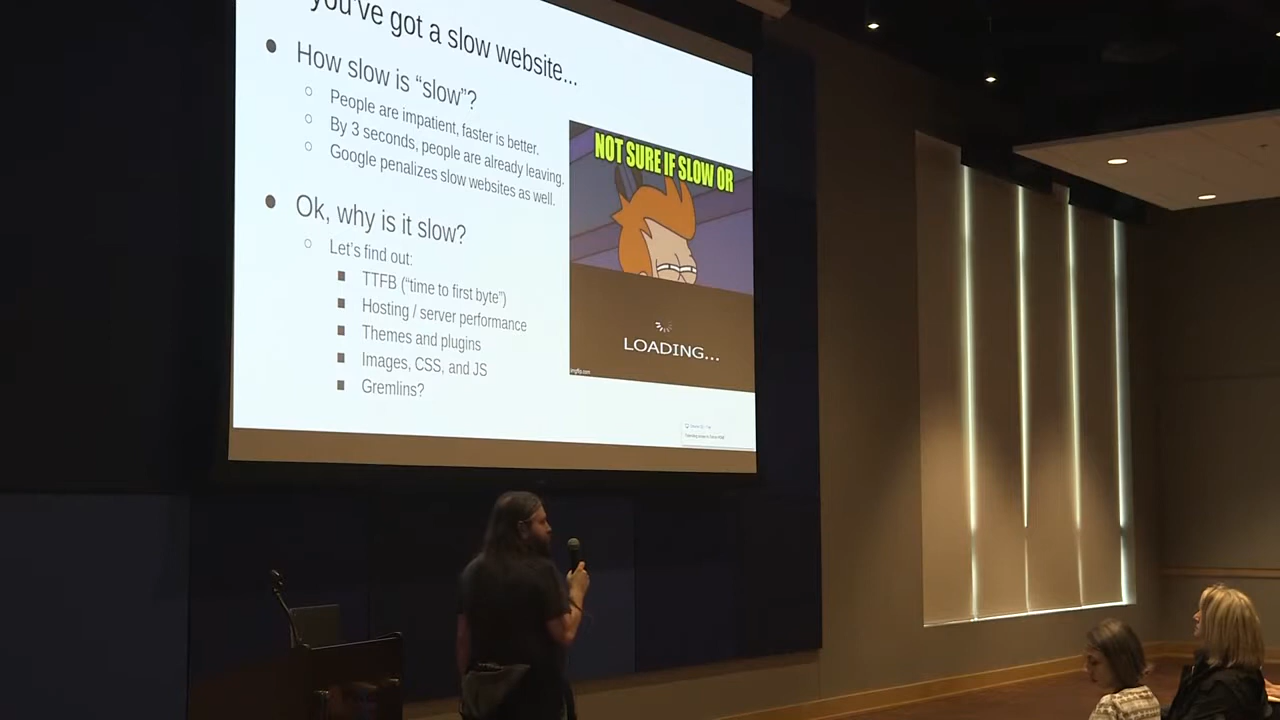 you've got a slow website...
How slow is “slow”?
People are impatient, faster is better.
By 3 seconds, people are already leaving.
Google penalizes slow websites as well.
Ok, why is it slow?
Let's find out:
TTFB (“time to first byte”)
Hosting / server performance
Themes and plugins
Images, CSS, and JS
Gremlins?
NOT SURE IF SLOW OR
LOADING...
imgflip.com